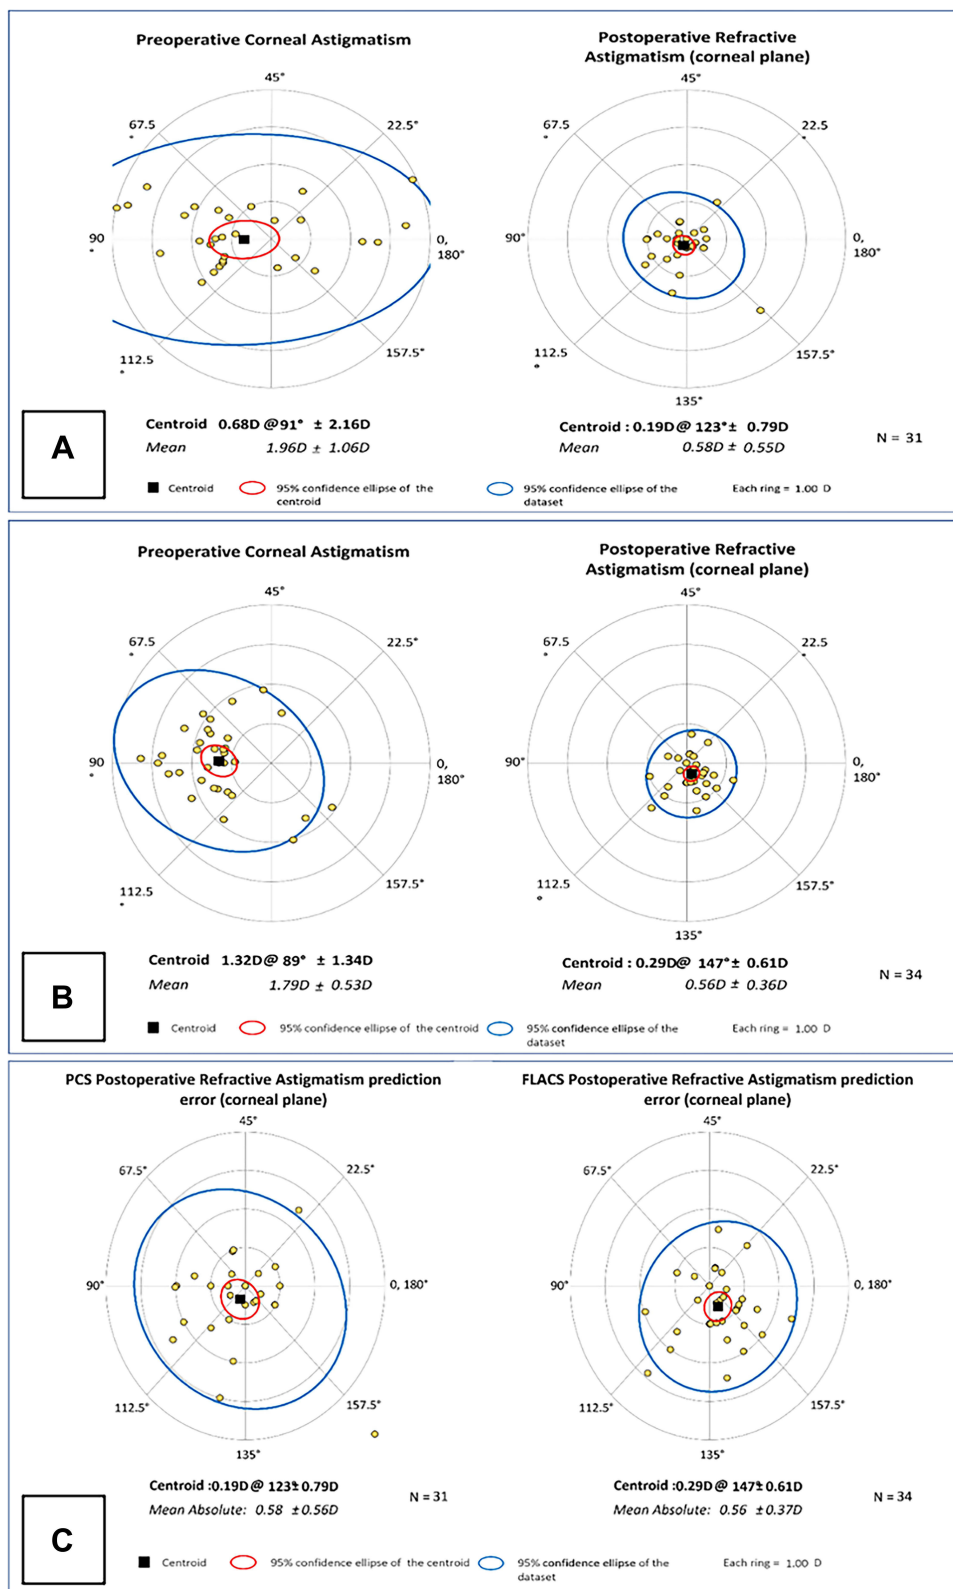 Preoperative Corneal Astigmatism
Postoperative Refractive
Astigmatism (corneal plane)
45°
45°
67.5
°
22.5°
67.5
°
22.5
°
90
°
0,
180°
90°
0,
180°
112.5
°
157.5°
112.5
°
157.5°
135°
A
Centroid 0.68D @ 91° ± 2.16D
Mean 1.96D ± 1.06D
Centroid : 0.19D@ 123°± 0.79D
Mean 0.58D ± 0.55D
N = 31
Centroid
95% confidence ellipse of the
centroid
95% confidence ellipse of the
dataset
Each ring = 1.00 D
Preoperative Corneal Astigmatism
Postoperative Refractive
Astigmatism (corneal plane)
45°
45°
67.5
°
22.5°
67.5
°
22.5
°
90
°
0,
180°
90°
0,
180°
112.5
°
157.5°
112.5
°
157.5°
135°
B
Centroid 1.32D@ 89° ± 1.34D
Mean 1.79D ± 0.53D
Centroid : 0.29D@ 147°± 0.61D
Mean 0.56D ± 0.36D
N = 34
Centroid
95% confidence ellipse of the centroid
95% confidence ellipse of the
dataset
Each ring = 1.00 D
PCS Postoperative Refractive Astigmatism prediction
error (corneal plane)
FLACS Postoperative Refractive Astigmatism prediction
error (corneal plane)
45°
45°
67.5°
22.5°
67.5°
22.5°
90°
0, 180°
90°
0, 180°
112.5°
157.5°
112.5°
157.5°
135°
135°
C
Centroid :0.19D@ 123°± 0.79D
Mean Absolute: 0.58 ±0.56D
N = 31
Centroid :0.29D@ 147°± 0.61D
Mean Absolute: 0.56 ±0.37D
N = 34
Centroid
95% confidence ellipse of the centroid
95% confidence ellipse of the
dataset
Each ring = 1.00 D